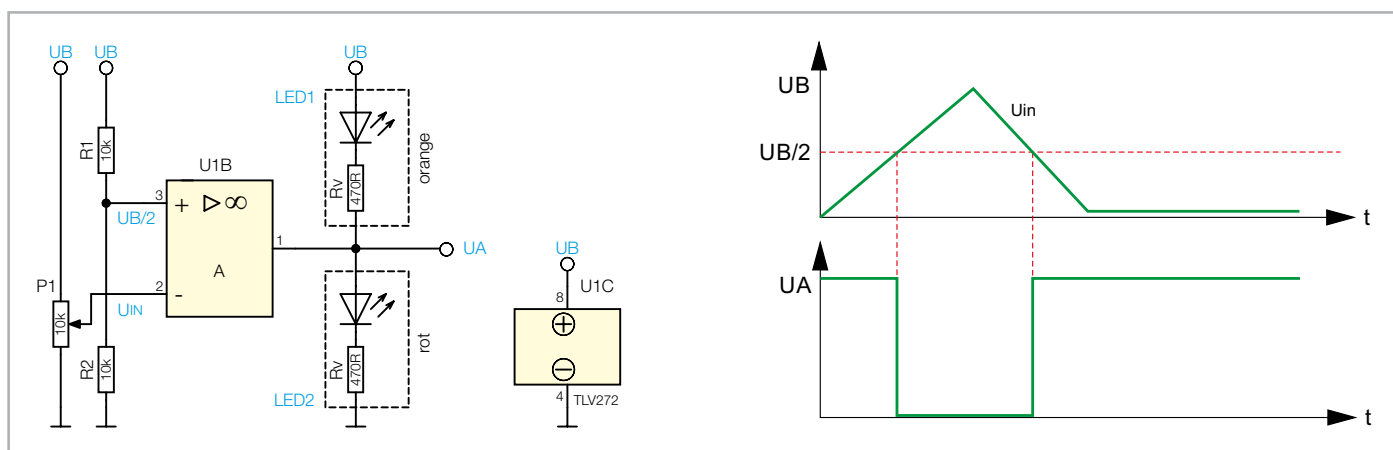 UB
UB
UB
LED1
R1
10k
Rv
470R
orange
U1B
3
+
▷∞
UB/2
1
UA
A
2
-
UIN
P1
10k
R2
10k
Rv
470R
rot
LED2
UB
U1C
8
+
−
4
TLV272
UB
Uin
UB/2
t
UA
t